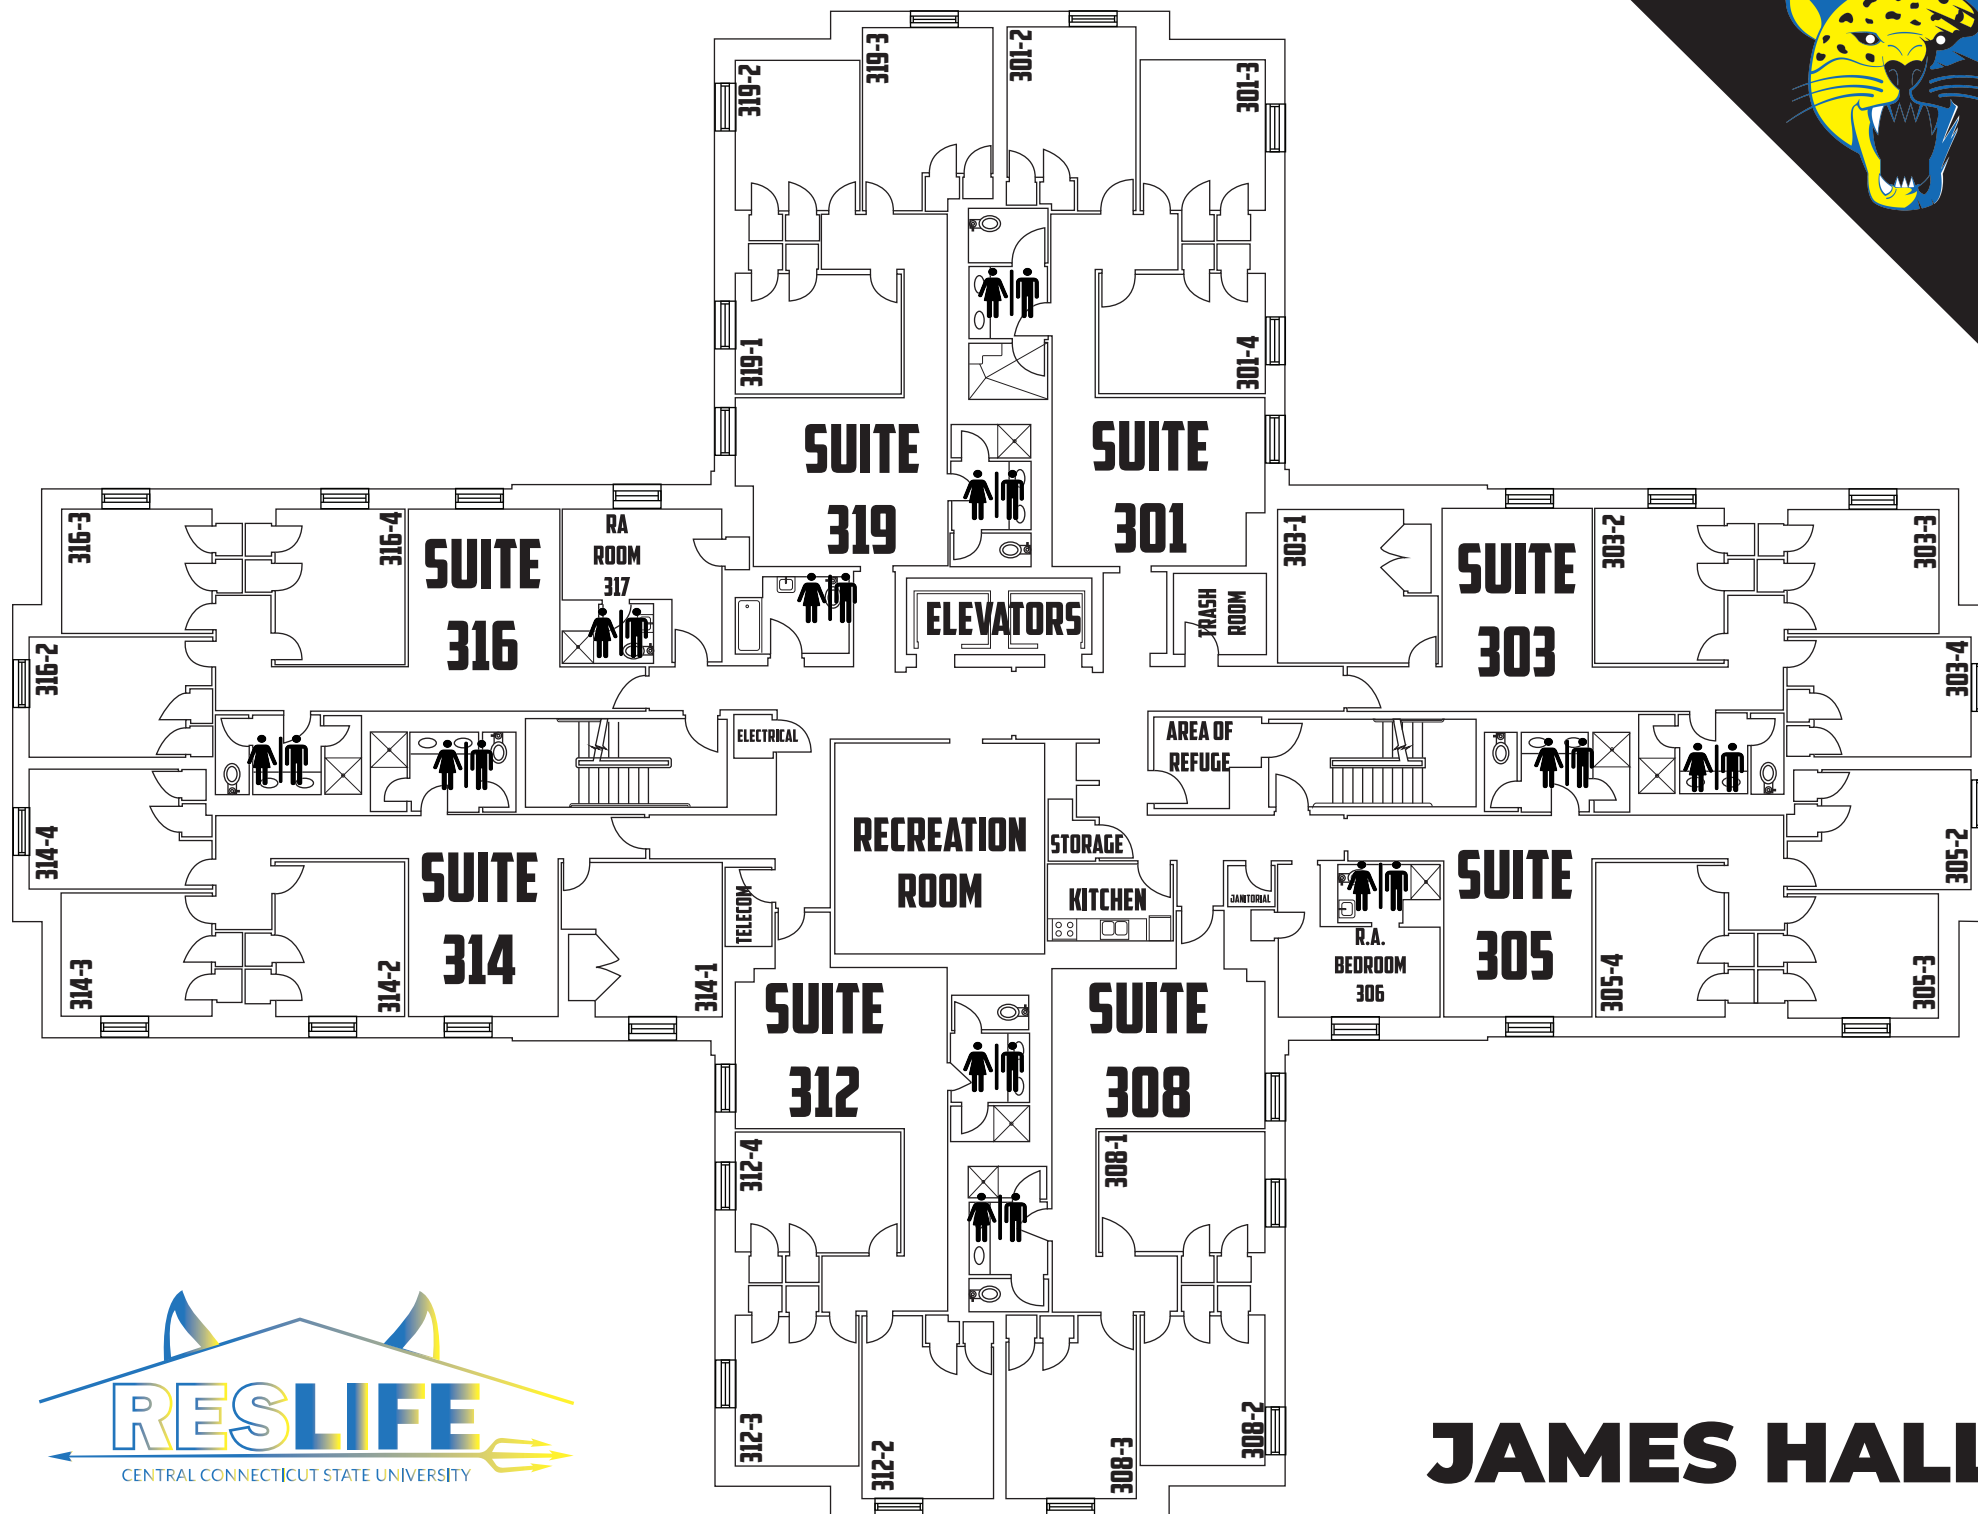 319-2
319-3
301-2
301-3
319-1
301-4
SUITE
319
SUITE
301
316-3
316-4
SUITE
316
RA
ROOM
317
ELEVATORS
TRASH
ROOM
303-1
SUITE
303
303-2
303-3
316-2
303-4
ELECTRICAL
AREA OF
REFUGE
314-4
SUITE
314
314-3
314-2
314-1
TELECOM
RECREATION
ROOM
STORAGE
KITCHEN
JANITORIAL
R.A.
BEDROOM
306
SUITE
305
305-4
305-2
305-3
SUITE
312
SUITE
308
312-4
308-1
312-3
312-2
308-3
308-2
RESLIFE
CENTRAL CONNECTICUT STATE UNIVERSITY
JAMES HALL